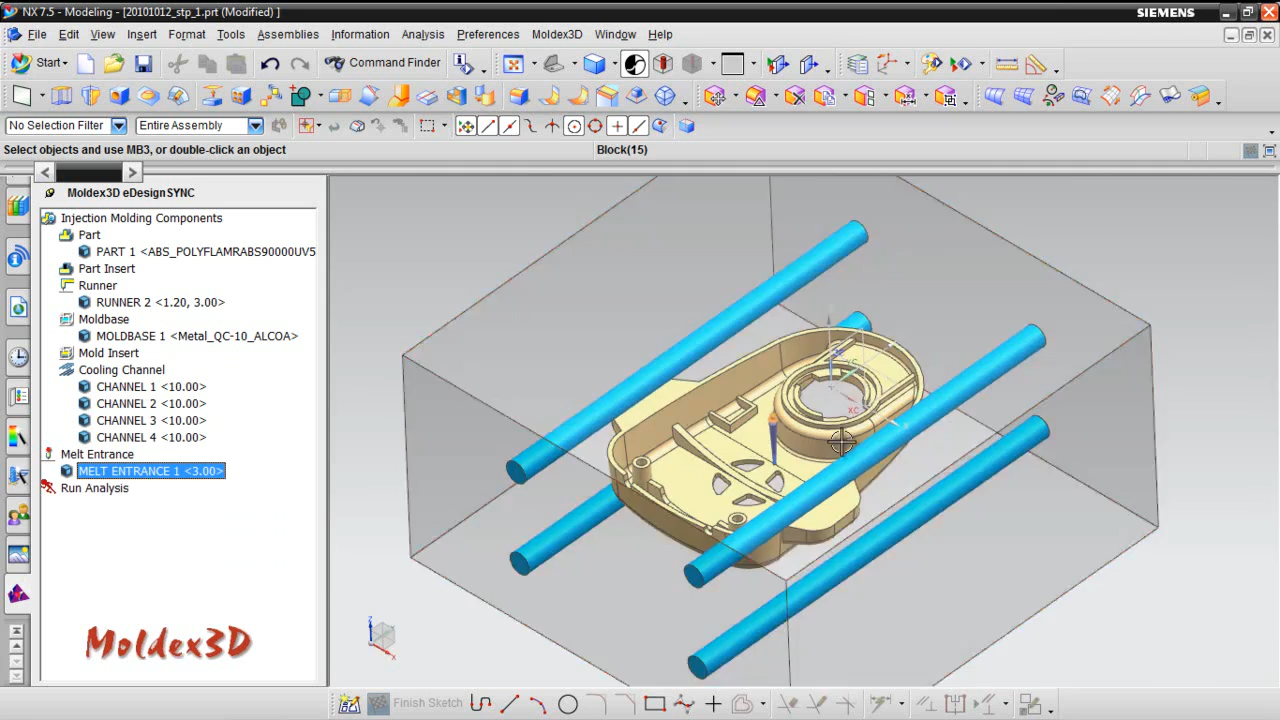 NX 7.5 - Modeling - [20101012_stp_1.prt (Modified) ]
SIEMENS
File Edit View Insert Format Tools Assemblies Information Analysis Preferences Moldex3D Window Help
Start Command Finder
No Selection Filter Entire Assembly
Select objects and use MB3, or double-click an object
Block(15)
Moldex3D eDesignSYNC
Injection Molding Components
Part
PART 1 <ABS_POLYFLAMRABS90000UV5
Part Insert
Runner
RUNNER 2 <1.20, 3.00>
Moldbase
MOLDBASE 1 <Metal_QC-10_ALCOA>
Mold Insert
Cooling Channel
CHANNEL 1 <10.00>
CHANNEL 2 <10.00>
CHANNEL 3 <10.00>
CHANNEL 4 <10.00>
Melt Entrance
MELT ENTRANCE 1 <3.00>
Run Analysis
XC
Moldex3D
X
Finish Sketch